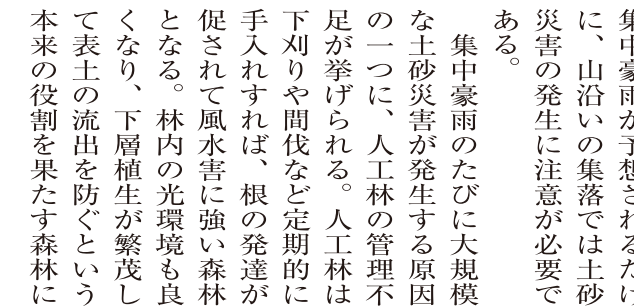 集中豪雨が予想されるだけ
に、山沿いの集落では土砂
災害の発生に注意が必要で
ある。
集中豪雨のたびに大規模
な土砂災害が発生する原因
の一つに、人工林の管理不
足が挙げられる。人工林は
下刈りや間伐など定期的に
手入れすれば、根の発達が
促されて風水害に強い森林
となる。林内の光環境も良
くなり、下層植生が繁茂し
て表土の流出を防ぐという
本来の役割を果たす森林に